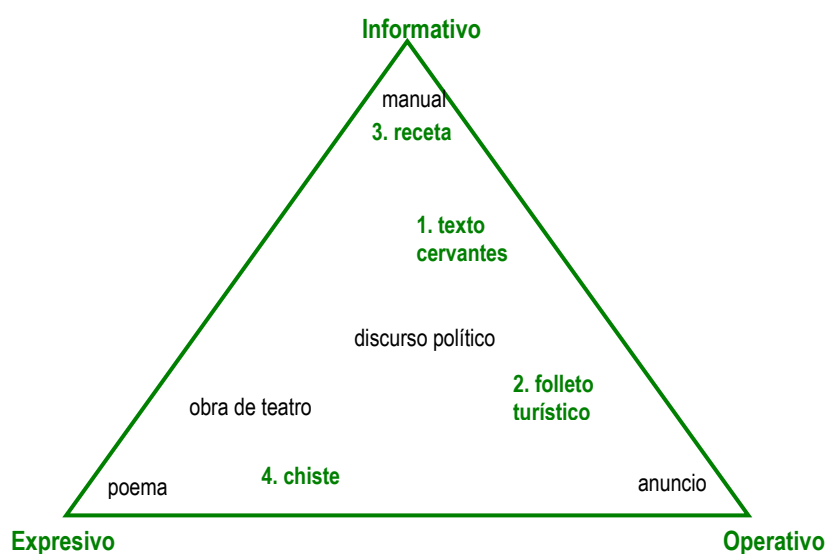 Informativo
manual
3. receta
1. texto
cervantes
discurso político
2. folleto
turístico
obra de teatro
4. chiste
poema
anuncio
Expresivo
Operativo